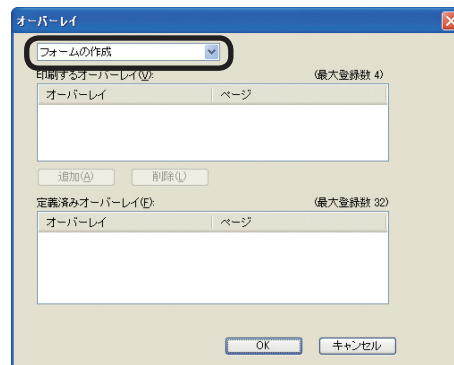 オーバーレイ
フォームの作成
印刷するオーバーレイ(V): (最大登録数 4)
オーバーレイ ページ
追加(A) 削除(L)
定義済みオーバーレイ(F): (最大登録数 32)
オーバーレイ ページ
OK キャンセル